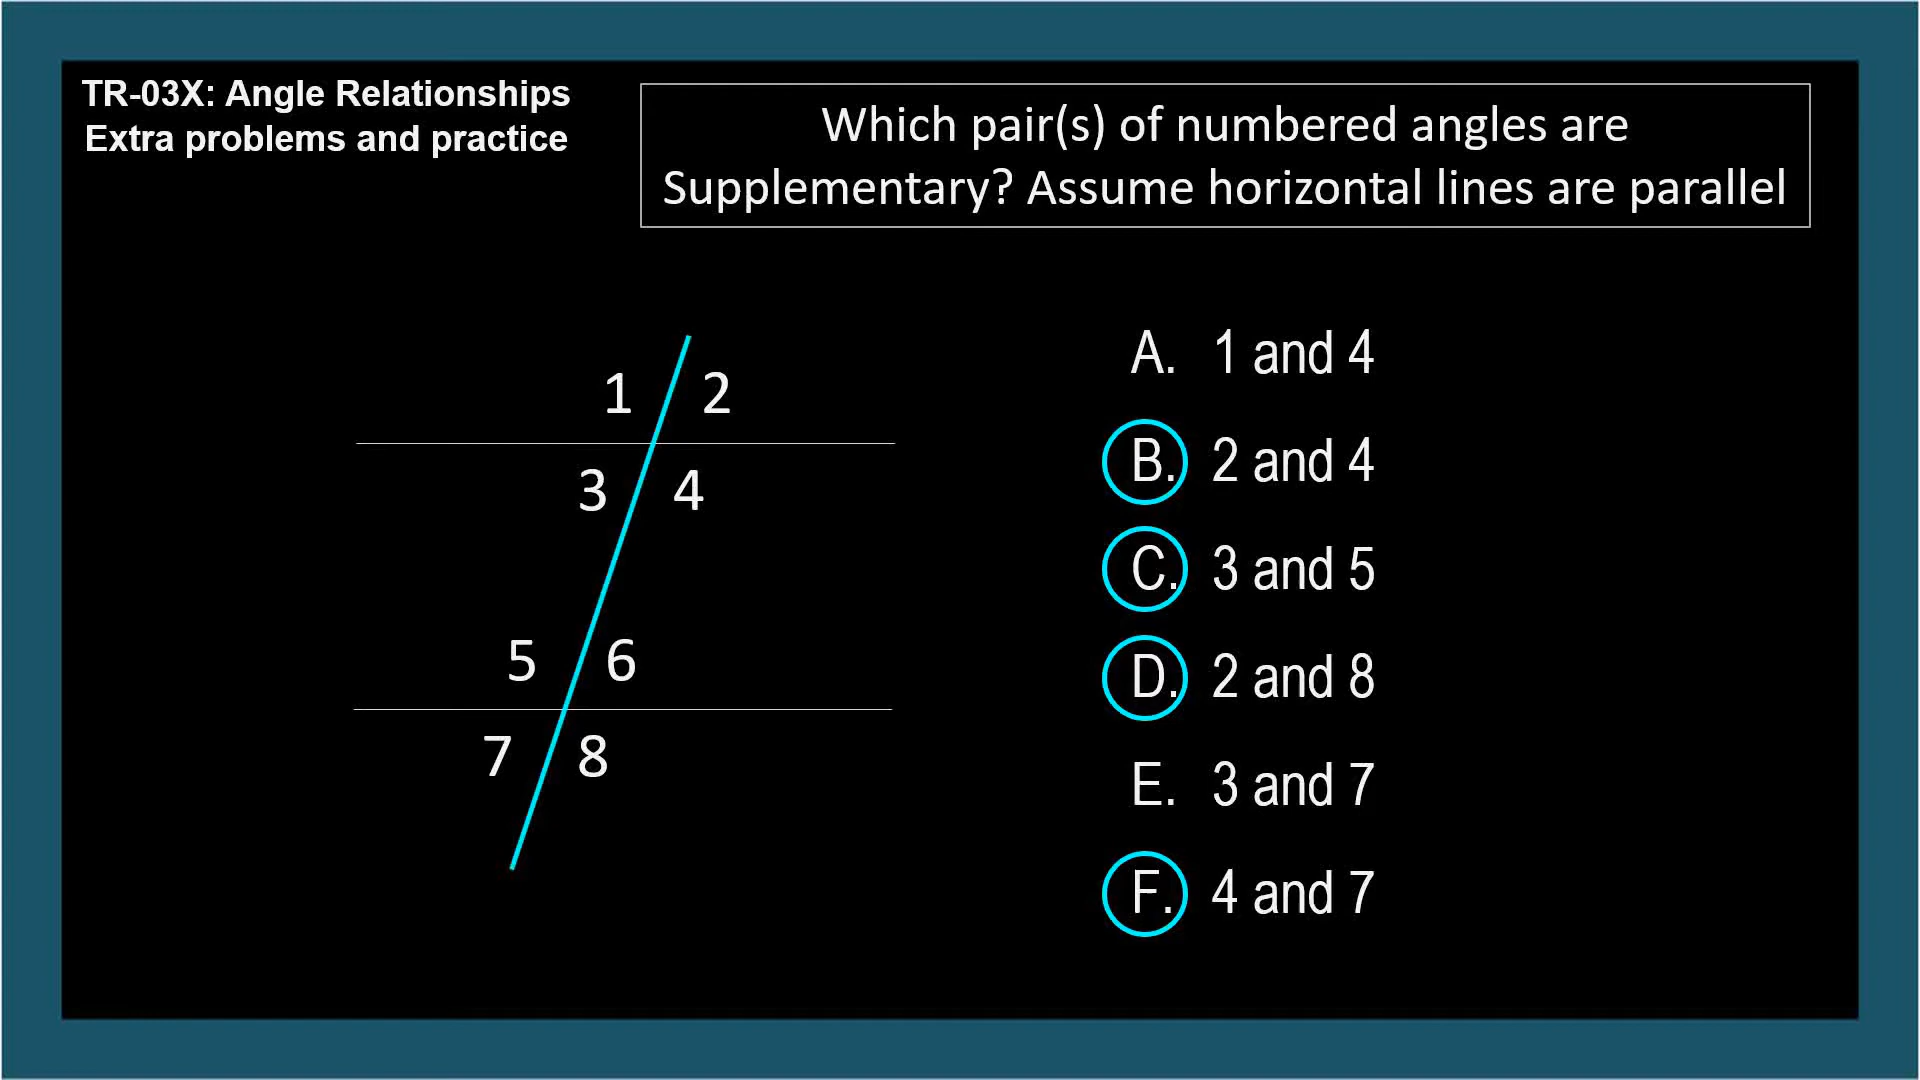 TR-03X: Angle Relationships
Extra problems and practice
Which pair(s) of numbered angles are
Supplementary? Assume horizontal lines are parallel
1 2
3 4
5 6
7 8
A. 1 and 4
B. 2 and 4
C. 3 and 5
D. 2 and 8
E. 3 and 7
F. 4 and 7